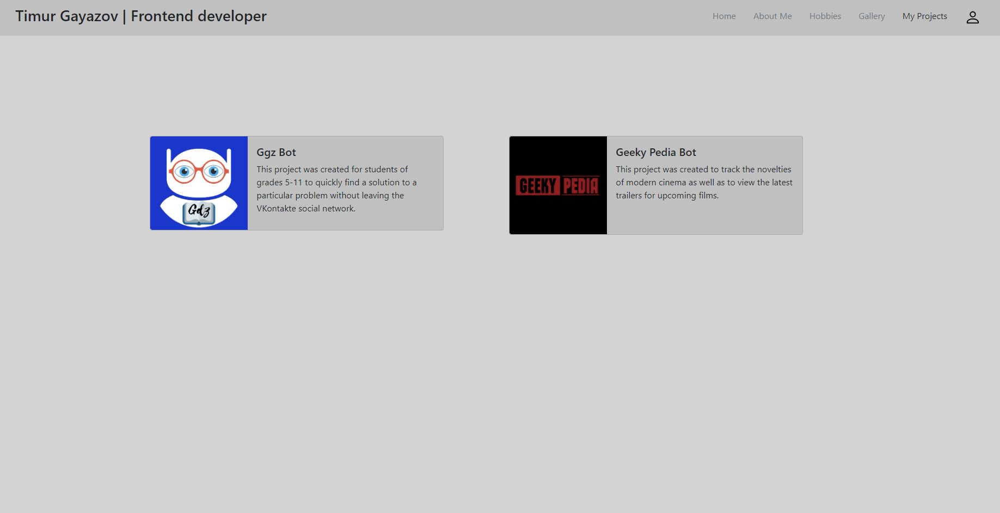 Timur Gayazov | Frontend developer
Home
About Me
Hobbies
Gallery
My Projects
Gdz
Ggz Bot
This project was created for students of
grades 5-11 to quickly find a solution to a
particular problem without leaving the
VKontakte social network.
GEEKY PEDIA
Geeky Pedia Bot
This project was created to track the novelties
of modern cinema as well as to view the latest
trailers for upcoming films.